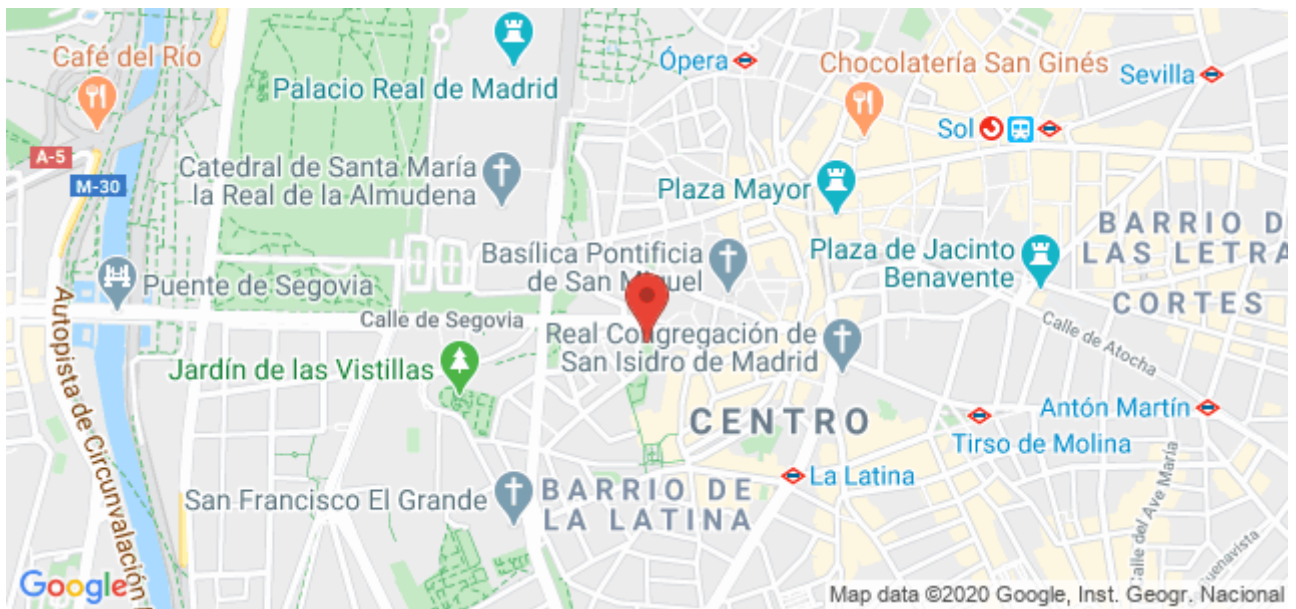 Café del Río
Palacio Real de Madrid
Ópera
Chocolatería San Ginés
Sevilla
Sol
A-5
M-30
Catedral de Santa María
la Real de la Almudena
Plaza Mayor
BARRIO D
LAS LETRA
Plaza de Jacinto
Benavente
Basílica Pontificia
de San
CORTES
Puente de Segovia
Calle de Segovia
Real Congregación de
San Isidro de Madrid
Calle de Atocha
Jardín de las Vistillas
Autopista de Circunvalación
CENTRO
Antón Martín
Tirso de Molina
La Latina
San Francisco El Grande
BARRIO DE
LA LATINA
Calle del Ave María
Google
Map data ©2020 Google, Inst. Geogr. Nacional